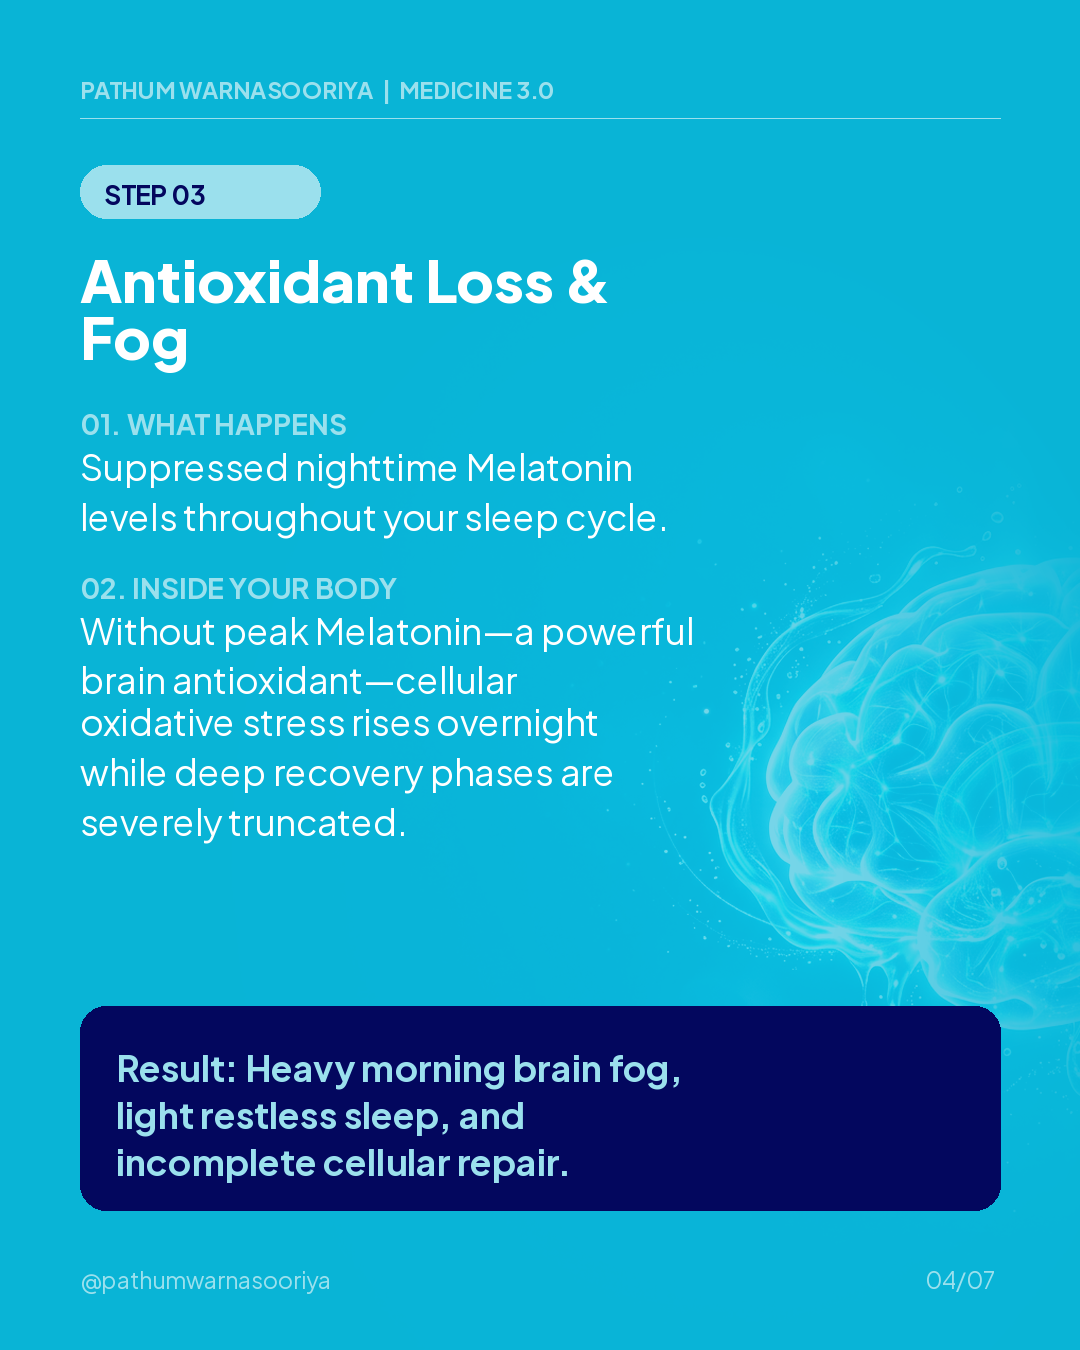 PATHUM WARNASOORIYA | MEDICINE 3.0
STEP 03
Antioxidant Loss &
Fog
01. WHAT HAPPENS
Suppressed nighttime Melatonin
levels throughout your sleep cycle.
02. INSIDE YOUR BODY
Without peak Melatonin—a powerful
brain antioxidant—cellular
oxidative stress rises overnight
while deep recovery phases are
severely truncated.
Result: Heavy morning brain fog,
light restless sleep, and
incomplete cellular repair.
@pathumwarnasooriya
04/07